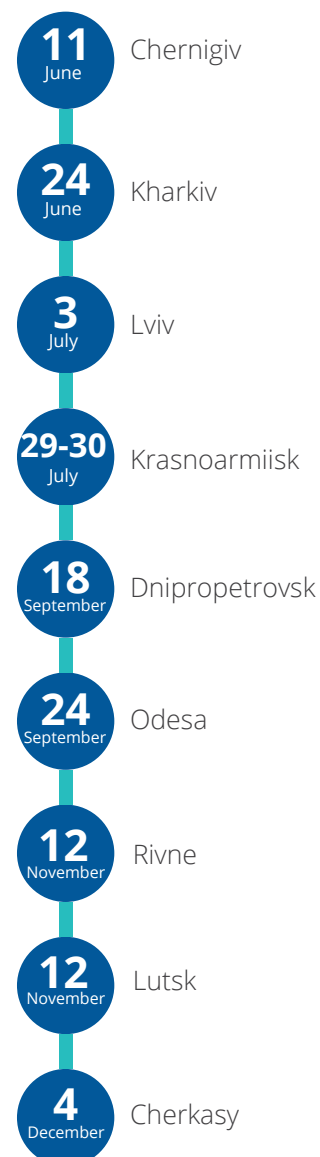 11
June
Chernigiv
24
June
Kharkiv
3
July
Lviv
29-30
July
Krasnoarmiisk
18
September
Dnipropetrovsk
24
September
Odesa
12
November
Rivne
12
November
Lutsk
4
December
Cherkasy